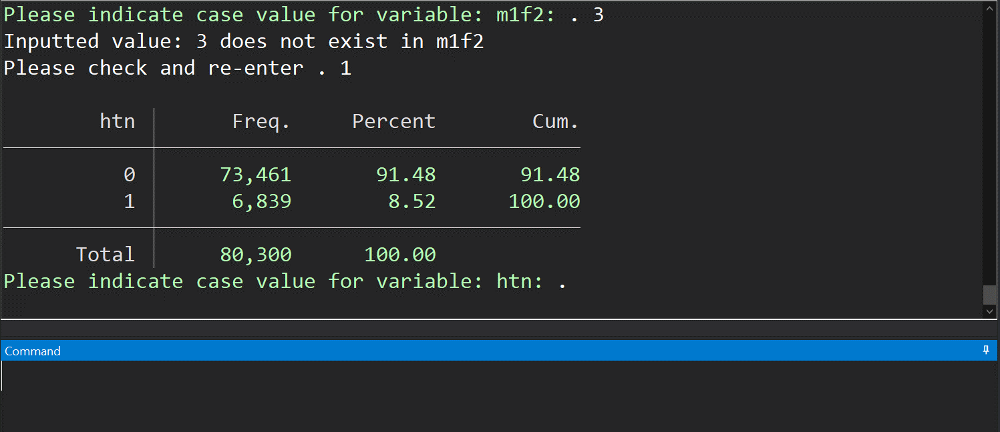 Please indicate case value for variable: m1f2: . 3
Inputted value: 3 does not exist in m1f2
Please check and re-enter . 1
htn Freq. Percent Cum.
0 73,461 91.48 91.48
1 6,839 8.52 100.00
Total 80,300 100.00
Please indicate case value for variable: htn: .
Command